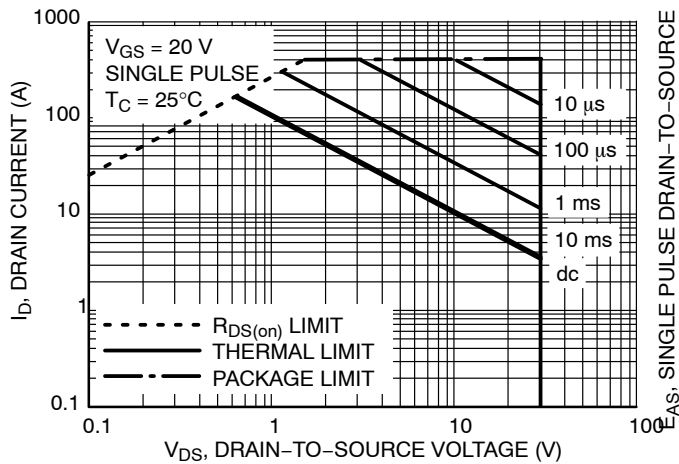 1000
100
10
1
0.1
I_D, DRAIN CURRENT (A)
V_GS = 20 V
SINGLE PULSE
T_C = 25°C
10 μs
100 μs
1 ms
10 ms
dc
R_DS(on) LIMIT
THERMAL LIMIT
PACKAGE LIMIT
0.1
1
10
100
V_DS, DRAIN−TO−SOURCE VOLTAGE (V)
E_AS, SINGLE PULSE DRAIN−TO−SOURCE